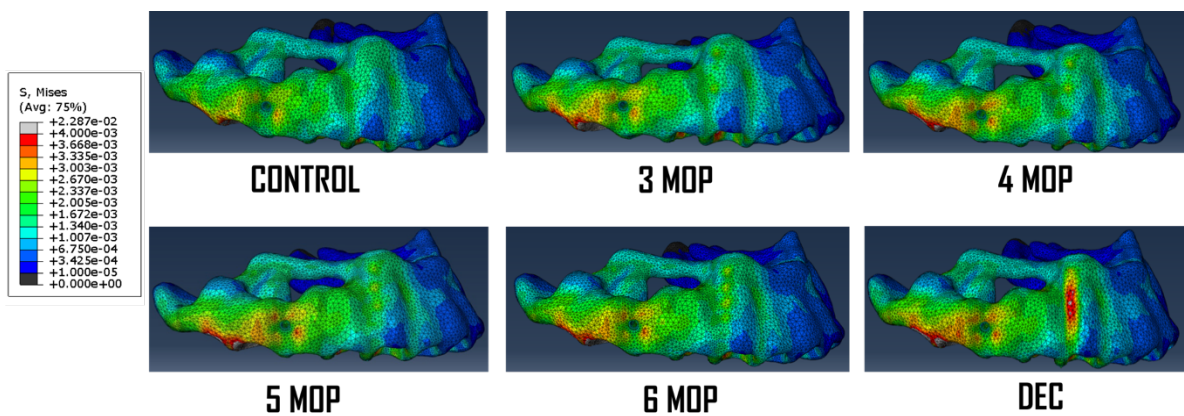 S, Mises
(Avg: 75%)
+2.287e-02
+4.000e-03
+3.668e-03
+3.335e-03
+3.003e-03
+2.670e-03
+2.337e-03
+2.005e-03
+1.672e-03
+1.340e-03
+1.007e-03
+6.750e-04
+3.425e-04
+1.000e-05
+0.000e+00
CONTROL
3 MOP
4 MOP
5 MOP
6 MOP
DEC